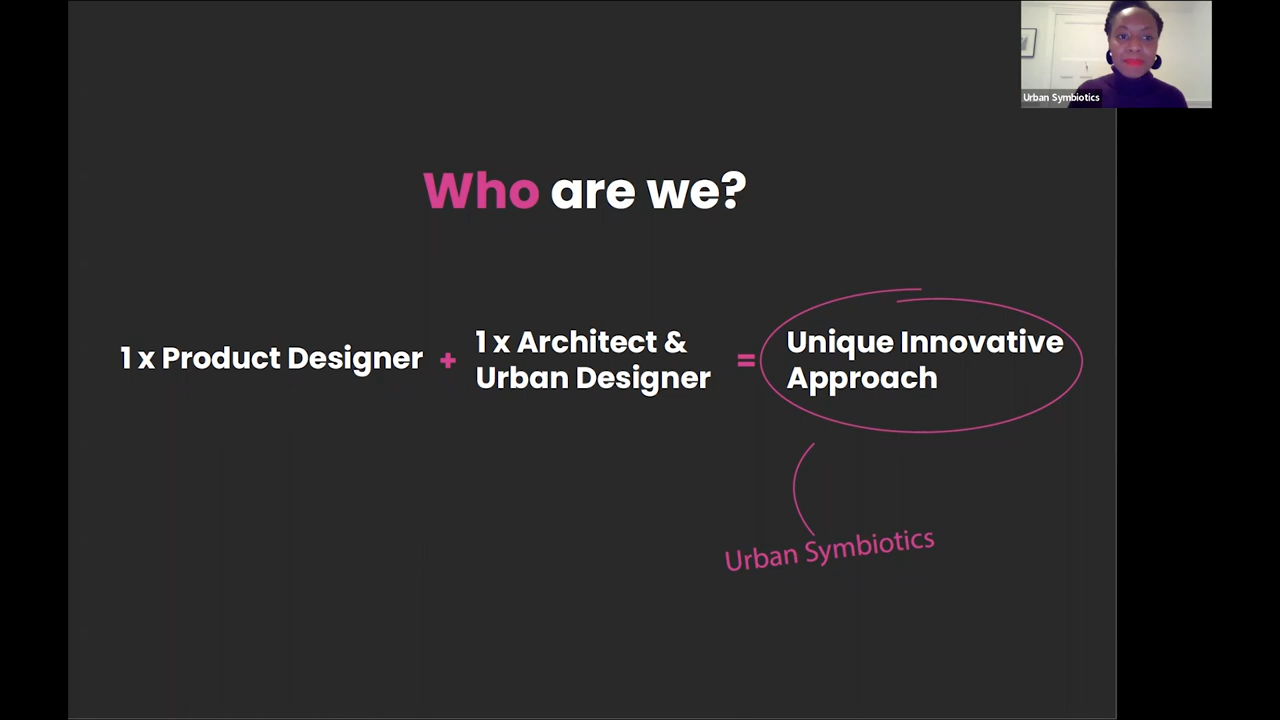 Urban Symbiotics
Who are we?
1 x Product Designer + 1 x Architect &
Urban Designer = Unique Innovative
Approach
Urban Symbiotics